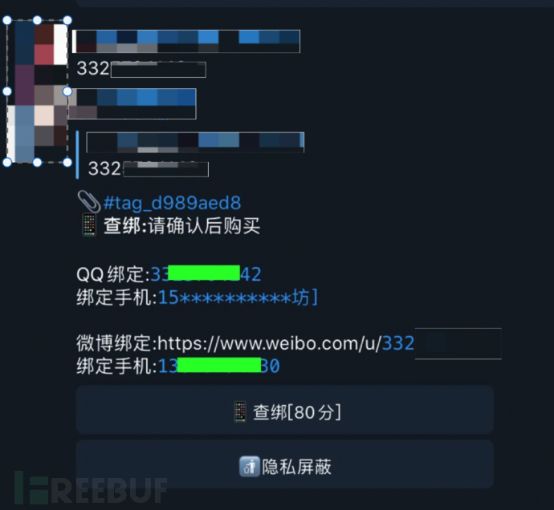 332
332
#tag_d989aed8
查绑:请确认后购买
QQ绑定:33 42
绑定手机:15**********坊]
微博绑定:https://www.weibo.com/u/332
绑定手机:13 30
查绑[80分]
隐私屏蔽
FREEBUF